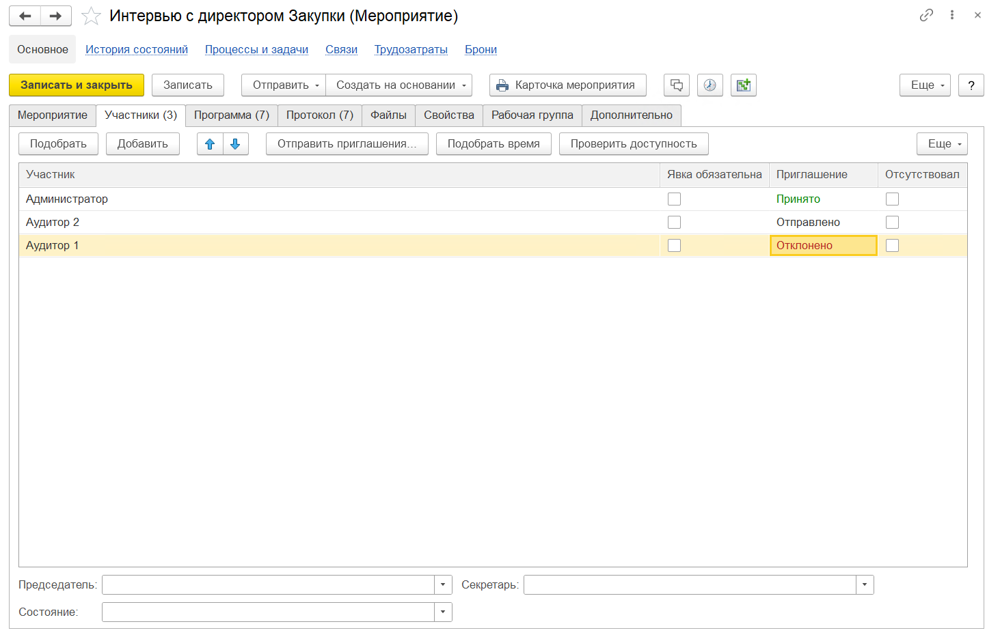 Интервью с директором Закупки (Мероприятие)
Основное История состояний Процессы и задачи Связи Трудозатраты Брони
Записать и закрыть Записать Отправить Создать на основании Карточка мероприятия Еще ?
Мероприятие Участники (3) Программа (7) Протокол (7) Файлы Свойства Рабочая группа Дополнительно
Подобрать Добавить Отправить приглашения... Подобрать время Проверить доступность Еще
Участник Явка обязательна Приглашение Отсутствовал
Администратор Принято
Аудитор 2 Отправлено
Аудитор 1 Отклонено
Председатель: Секретарь:
Состояние: